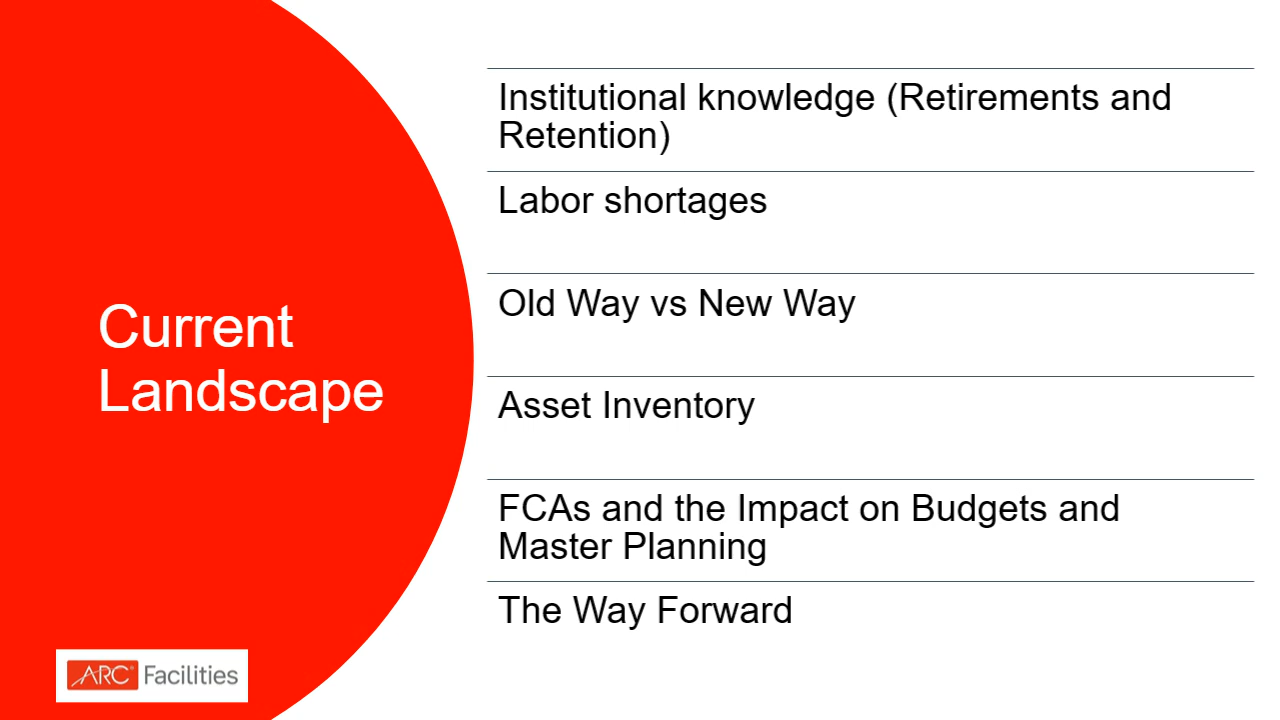 Current
Landscape
Institutional knowledge (Retirements and
Retention)
Labor shortages
Old Way vs New Way
Asset Inventory
FCAs and the Impact on Budgets and
Master Planning
The Way Forward
ARC® Facilities